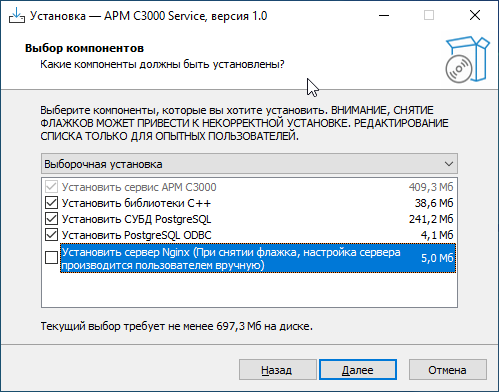 Установка — АРМ С3000 Service, версия 1.0
Выбор компонентов
Какие компоненты должны быть установлены?
Выберите компоненты, которые вы хотите установить. ВНИМАНИЕ, СНЯТИЕ
ФЛАЖКОВ МОЖЕТ ПРИВЕСТИ К НЕКОРРЕКТНОЙ УСТАНОВКЕ. РЕДАКТИРОВАНИЕ
СПИСКА ТОЛЬКО ДЛЯ ОПЫТНЫХ ПОЛЬЗОВАТЕЛЕЙ.
Выборочная установка
Установить сервис АРМ С3000 409,3 Мб
Установить библиотеки C++ 38,6 Мб
Установить СУБД PostgreSQL 241,2 Мб
Установить PostgreSQL ODBC 4,1 Мб
Установить сервер Nginx (При снятии флажка, настройка сервера 5,0 Мб
производится пользователем вручную)
Текущий выбор требует не менее 697,3 Мб на диске.
Назад Далее Отмена